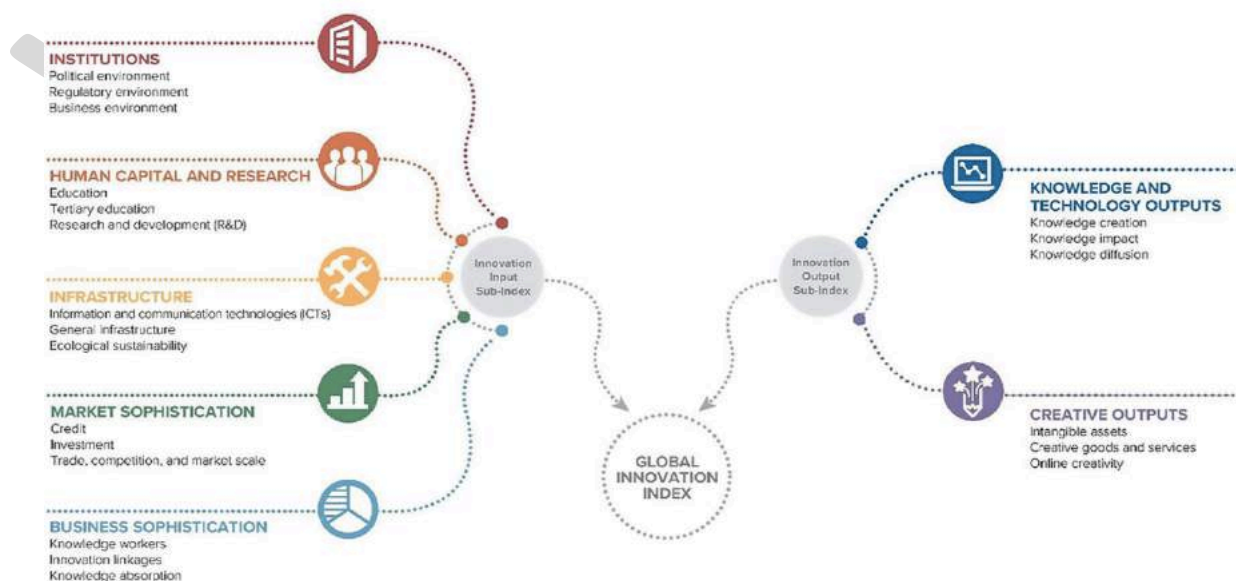 INSTITUTIONS
Political environment
Regulatory environment
Business environment
HUMAN CAPITAL AND RESEARCH
Education
Tertiary education
Research and development (R&D)
INFRASTRUCTURE
Information and communication technologies (ICTs)
General infrastructure
Ecological sustainability
MARKET SOPHISTICATION
Credit
Investment
Trade, competition, and market scale
BUSINESS SOPHISTICATION
Knowledge workers
Innovation linkages
Knowledge absorption
Innovation
Input
Sub-Index
GLOBAL
INNOVATION
INDEX
Innovation
Output
Sub-Index
KNOWLEDGE AND
TECHNOLOGY OUTPUTS
Knowledge creation
Knowledge impact
Knowledge diffusion
CREATIVE OUTPUTS
Intangible assets
Creative goods and services
Online creativity